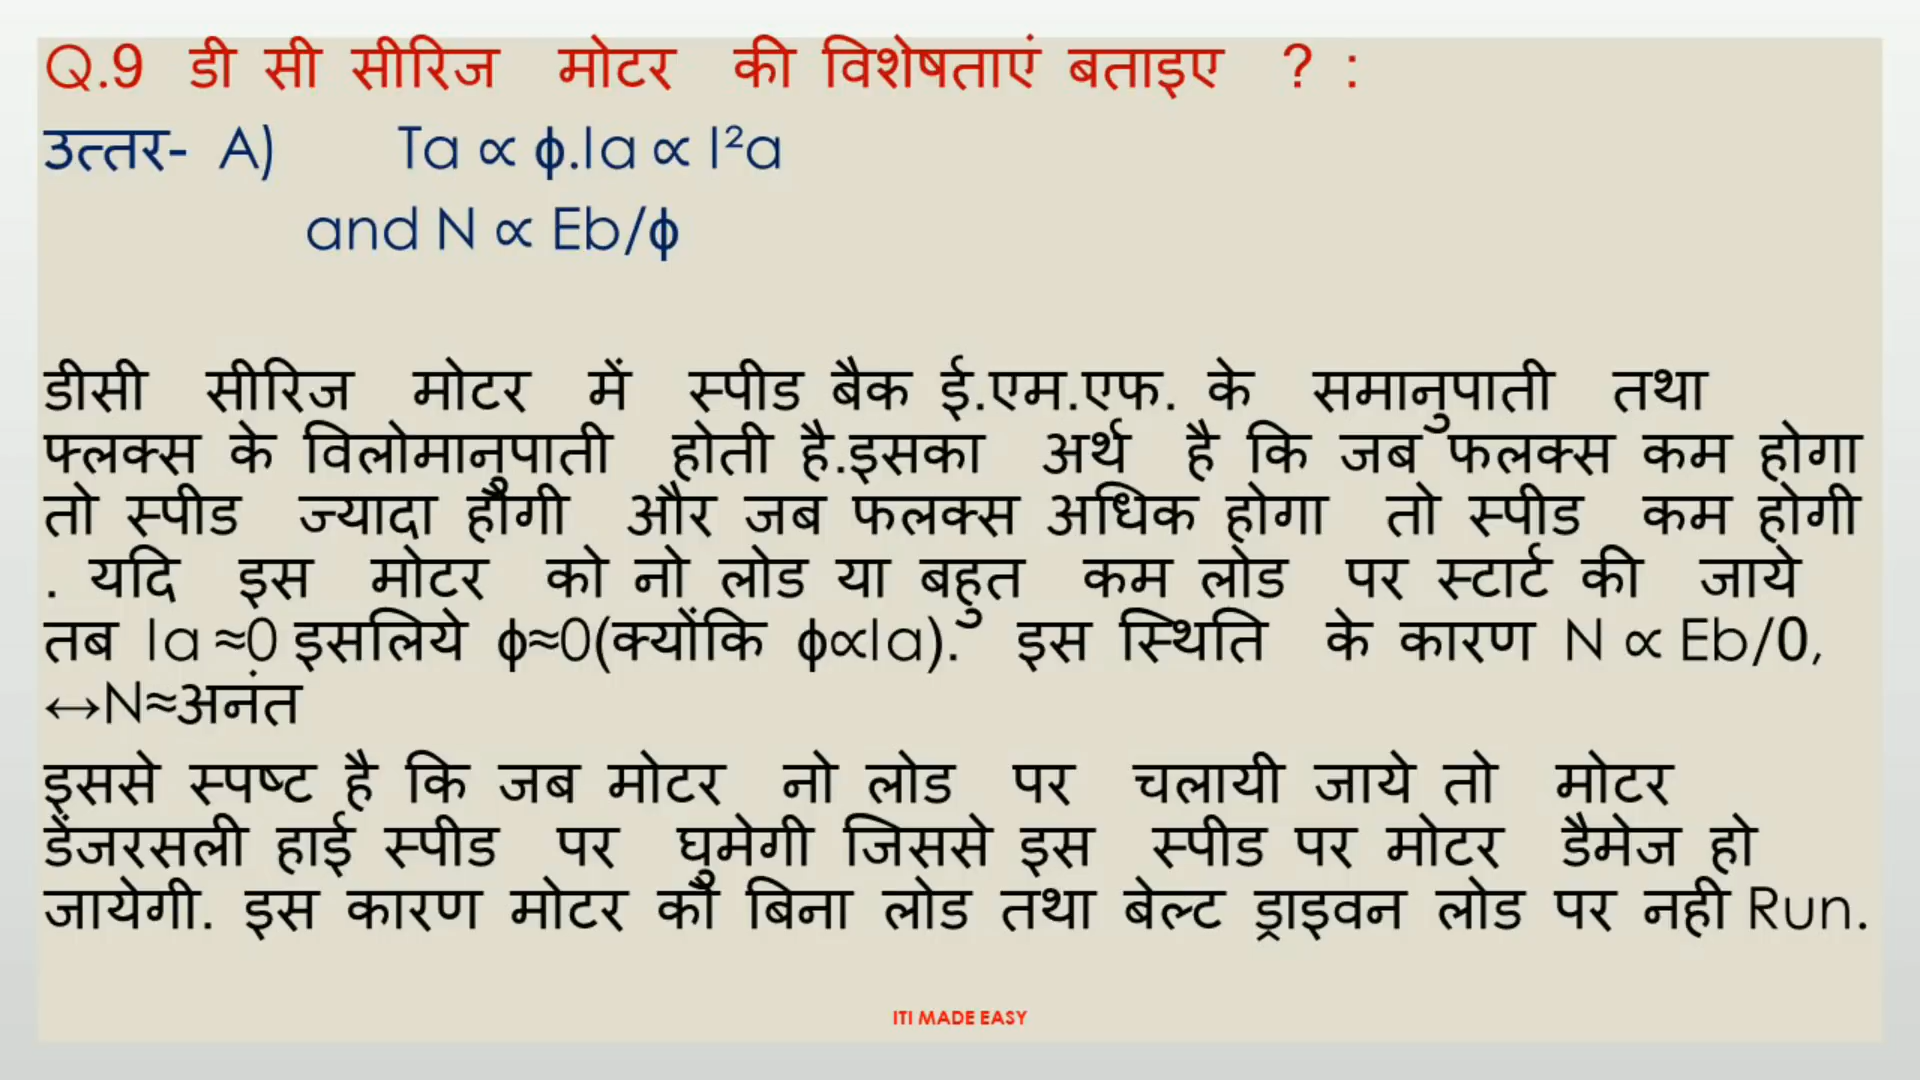 Q.9 डी सी सीरिज मोटर की विशेषताएं बताइए ? :
उत्तर- A) Ta ∝ ɸ.Ia ∝ I²a
and N ∝ Eb/ɸ
डीसी सीरिज मोटर में स्पीड बैक ई.एम.एफ. के समानुपाती तथा
फ्लक्स के विलोमानुपाती होती है.इसका अर्थ है कि जब फलक्स कम होगा
तो स्पीड ज्यादा होगी और जब फलक्स अधिक होगा तो स्पीड कम होगी
. यदि इस मोटर को नो लोड या बहुत कम लोड पर स्टार्ट की जाये
तब Ia ≈0 इसलिये ɸ≈0(क्योंकि ɸ∝Ia). इस स्थिति के कारण N ∝ Eb/0,
↔N≈अनंत
इससे स्पष्ट है कि जब मोटर नो लोड पर चलायी जाये तो मोटर
डेंजरसली हाई स्पीड पर घुमेगी जिससे इस स्पीड पर मोटर डैमेज हो
जायेगी. इस कारण मोटर को बिना लोड तथा बेल्ट ड्राइवन लोड पर नही Run.
ITI MADE EASY